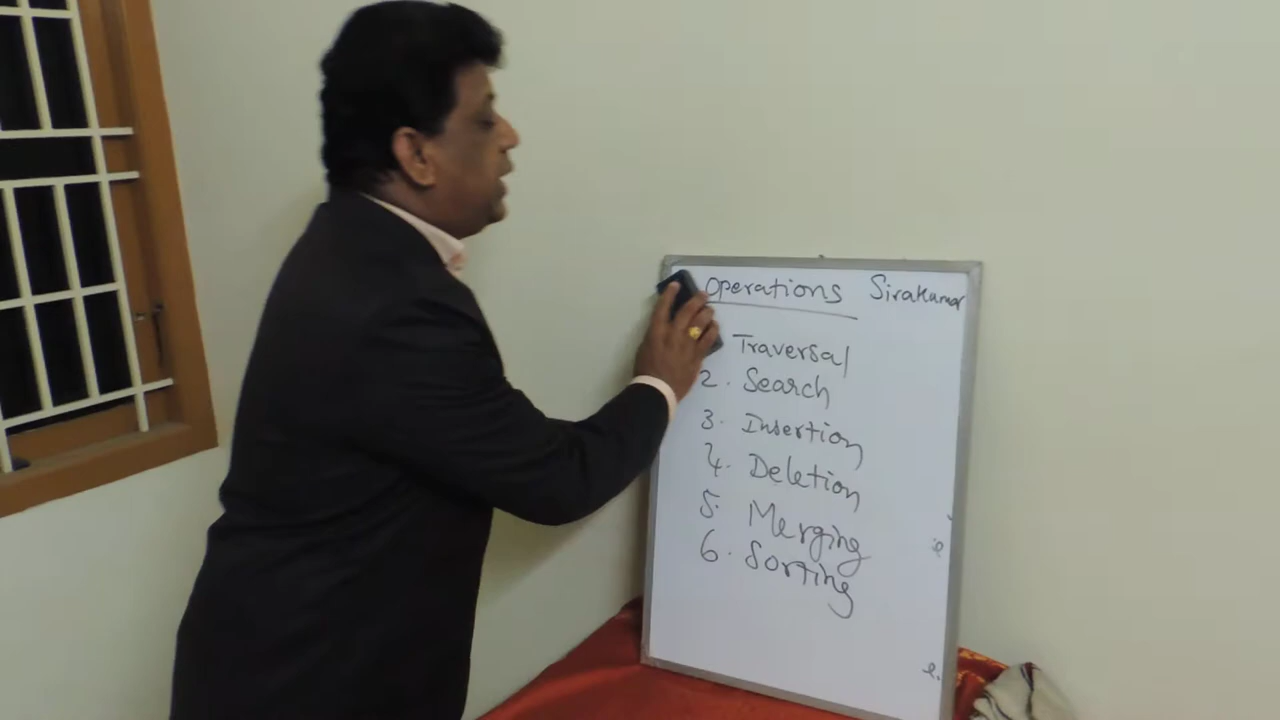 Operations Sivakumar
Traversal
2. Search
3. Insertion
4. Deletion
5. Merging
6. Sorting